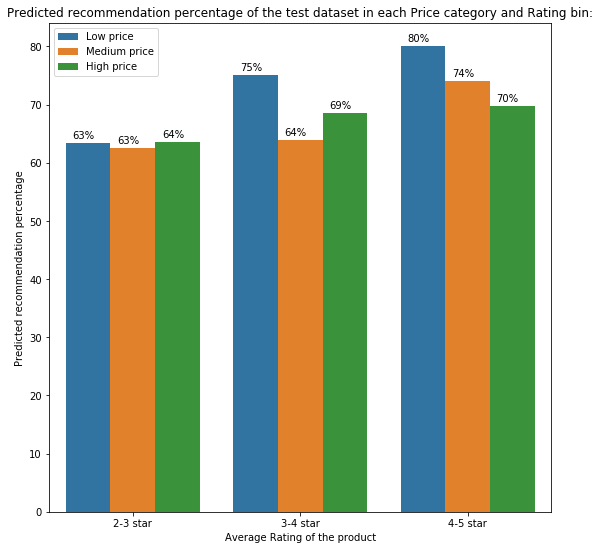 Predicted recommendation percentage of the test dataset in each Price category and Rating bin:
Low price
Medium price
High price
80
70
60
50
40
30
20
10
0
Predicted recommendation percentage
63%
63%
64%
75%
64%
69%
80%
74%
70%
2-3 star
3-4 star
4-5 star
Average Rating of the product